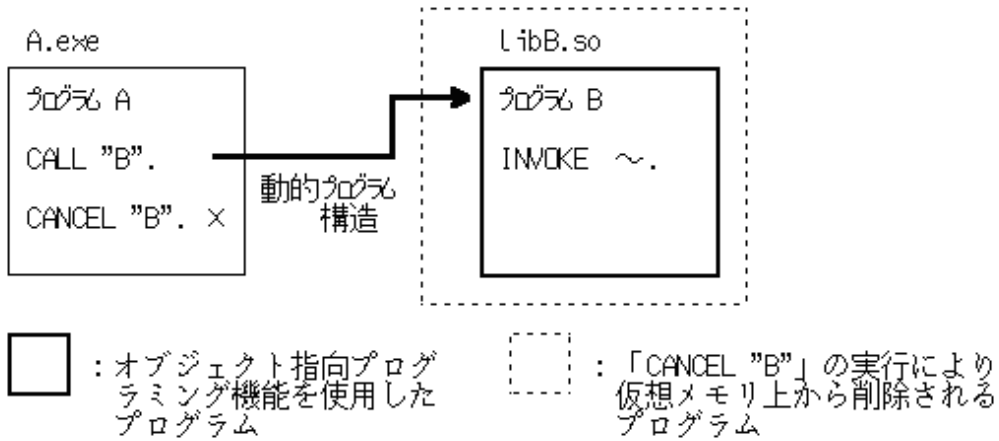 A.exe
libB.so
ﾌﾟﾛｸﾞﾗﾑ A
CALL ”B”.
CANCEL ”B”. ×
動的ﾌﾟﾛｸﾞﾗﾑ
構造
ﾌﾟﾛｸﾞﾗﾑ B
INVOKE ～.
：オブジェクト指向プログ
ラミング機能を使用した
プログラム
：「CANCEL ”B”」の実行により
仮想メモリ上から削除される
プログラム